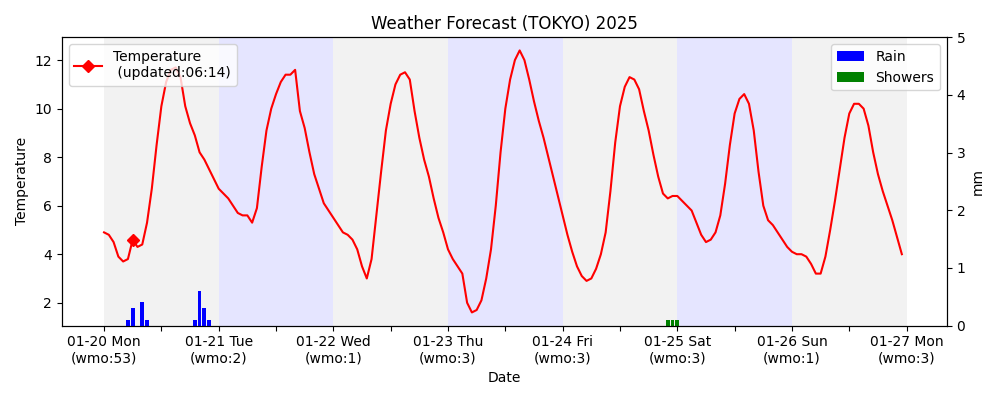 Weather Forecast (TOKYO) 2025
Temperature
(updated:06:14)
Rain
Showers
Temperature
12
10
8
6
4
2
5
4
3
2
1
0
mm
01-20 Mon
(wmo:53)
01-21 Tue
(wmo:2)
01-22 Wed
(wmo:1)
01-23 Thu
(wmo:3)
01-24 Fri
(wmo:3)
01-25 Sat
(wmo:3)
01-26 Sun
(wmo:1)
01-27 Mon
(wmo:3)
Date